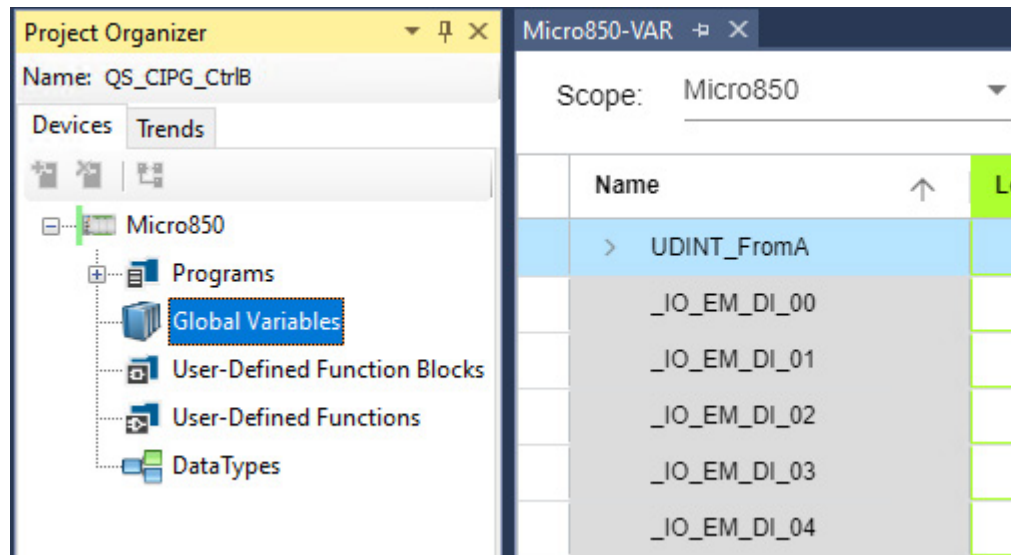 Project Organizer
Name: QS_CIPG_CtrlB
Devices Trends
Micro850
Programs
Global Variables
User-Defined Function Blocks
User-Defined Functions
DataTypes
Micro850-VAR
Scope: Micro850
Name
UDINT_FromA
_IO_EM_DI_00
_IO_EM_DI_01
_IO_EM_DI_02
_IO_EM_DI_03
_IO_EM_DI_04